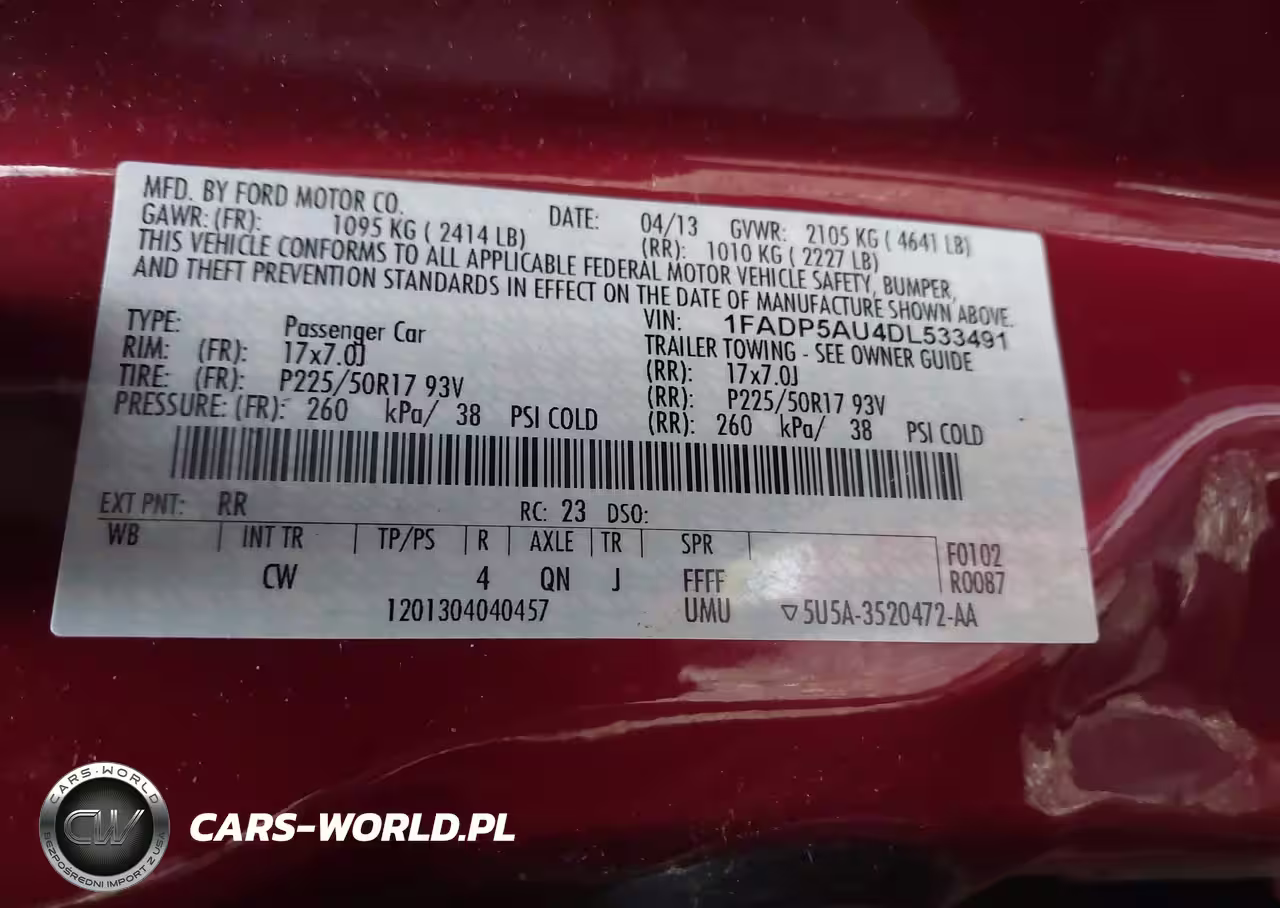 MFD. BY FORD MOTOR CO.
DATE: 04/13 GVWR: 2105 KG ( 4641 LB)
GAWR: (FR): 1095 KG ( 2414 LB) (RR): 1010 KG ( 2227 LB)
THIS VEHICLE CONFORMS TO ALL APPLICABLE FEDERAL MOTOR VEHICLE SAFETY, BUMPER,
AND THEFT PREVENTION STANDARDS IN EFFECT ON THE DATE OF MANUFACTURE SHOWN ABOVE.
VIN: 1FADP5AU4DL533491
TYPE: Passenger Car TRAILER TOWING - SEE OWNER GUIDE
RIM: (FR): 17x7.0J (RR): 17x7.0J
TIRE: (FR): P225/50R17 93V (RR): P225/50R17 93V
PRESSURE: (FR): 260 kPa/ 38 PSI COLD (RR): 260 kPa/ 38 PSI COLD
EXT PNT: RR RC: 23 DSO:
WB INT TR TP/PS R AXLE TR SPR
F0102
CW 4 QN J FFFF R0087
1201304040457 UMU ▽5U5A-3520472-AA
CARS-WORLD
CW
BEZPOŚREDNI IMPORT Z USA
CARS-WORLD.PL